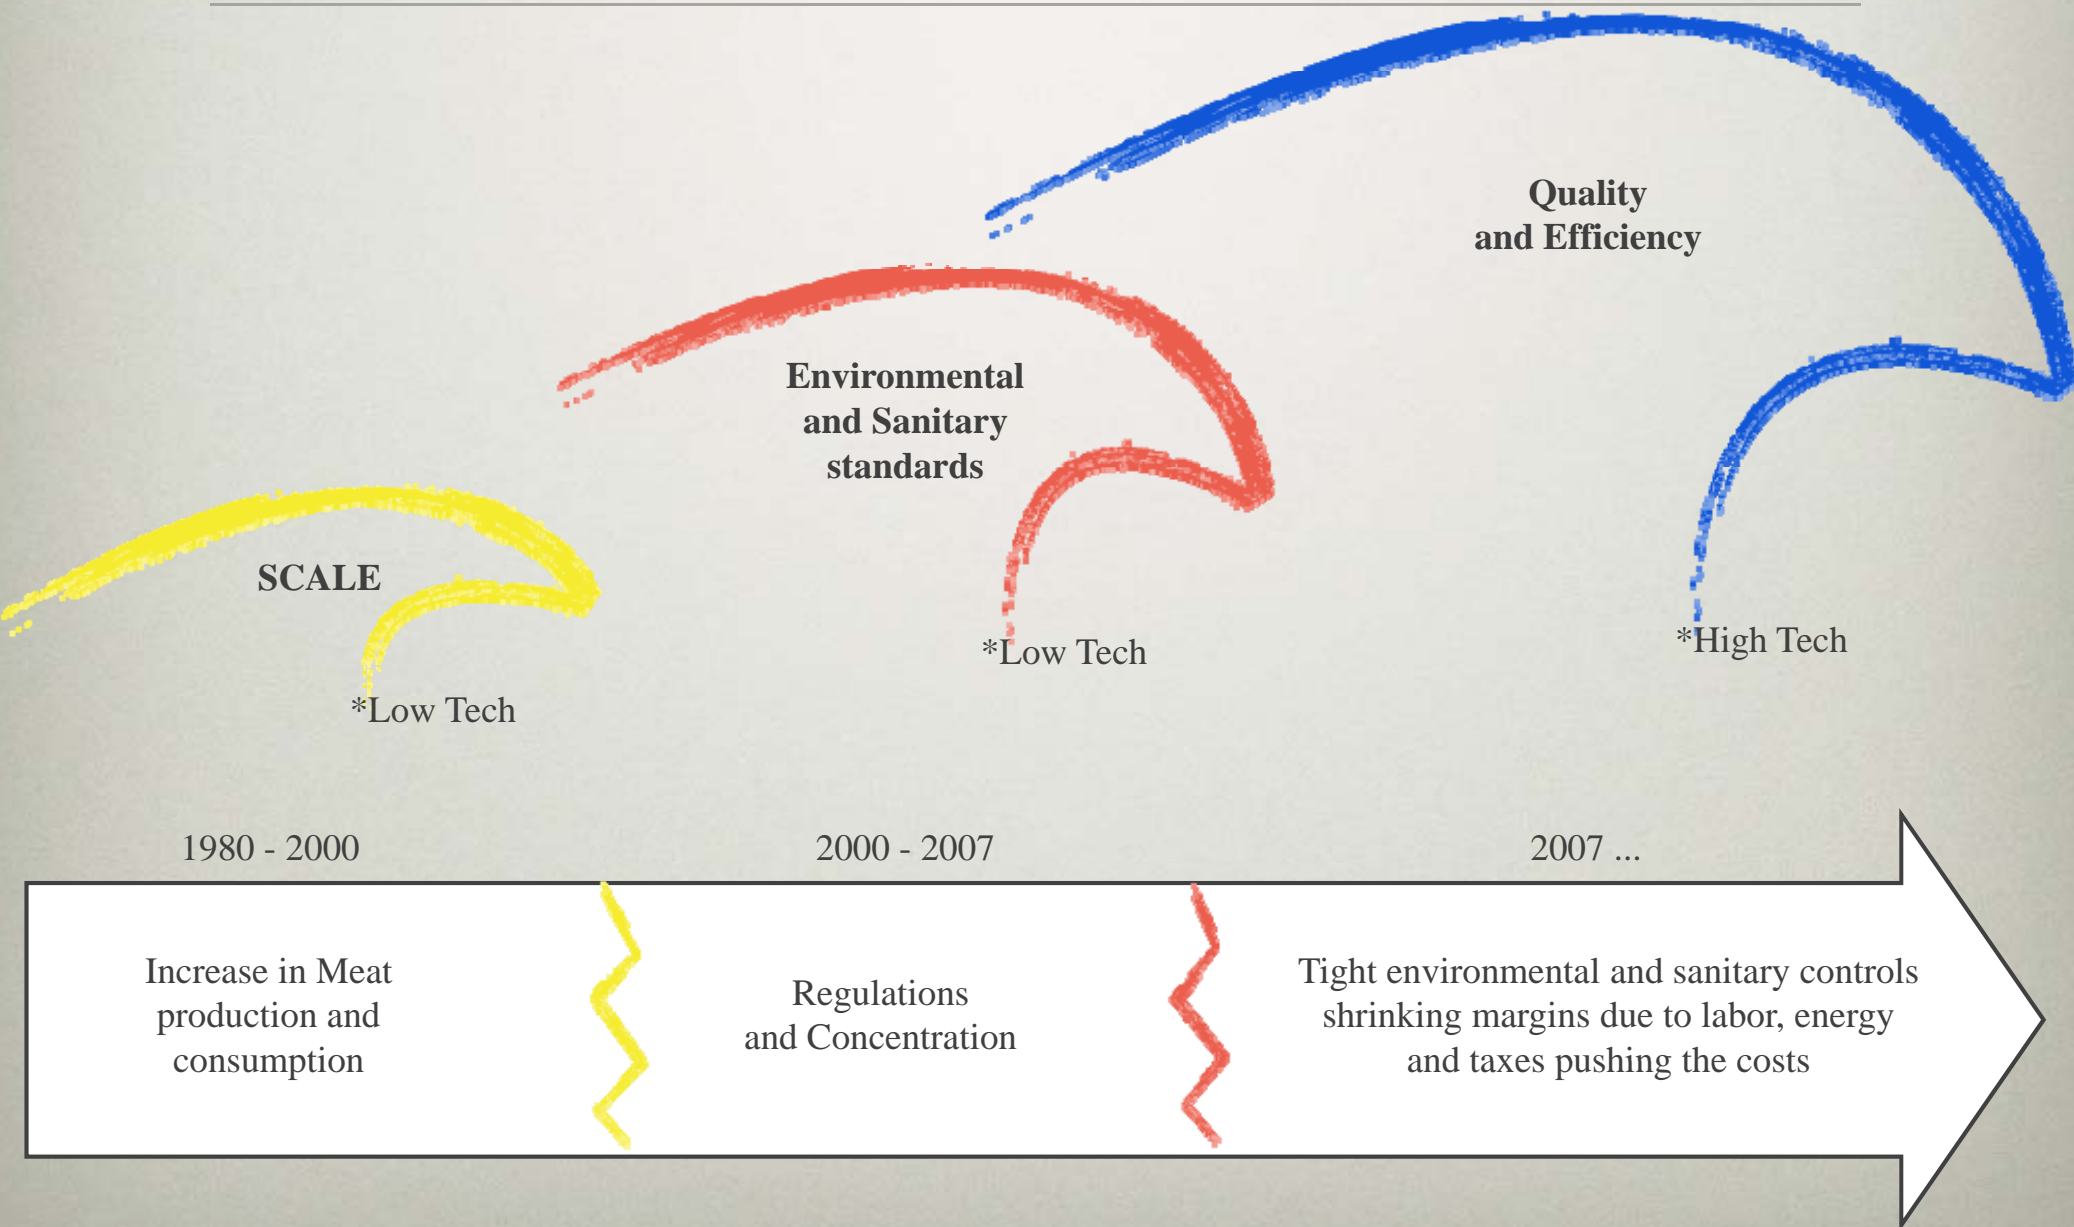 Quality
and Efficiency
Environmental
and Sanitary
standards
SCALE
*High Tech
*Low Tech
*Low Tech
1980 - 2000
2000 - 2007
2007 ...
Increase in Meat
production and
consumption
Regulations
and Concentration
Tight environmental and sanitary controls
shrinking margins due to labor, energy
and taxes pushing the costs